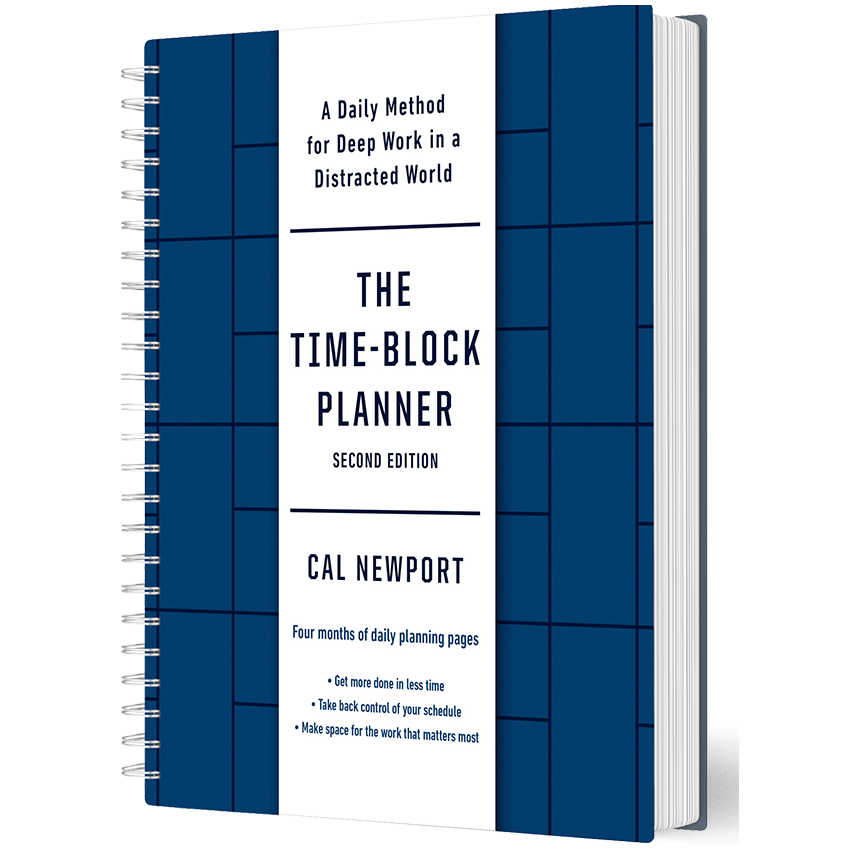 A Daily Method
for Deep Work in a
Distracted World
THE
TIME-BLOCK
PLANNER
SECOND EDITION
CAL NEWPORT
Four months of daily planning pages
• Get more done in less time
• Take back control of your schedule
• Make space for the work that matters most